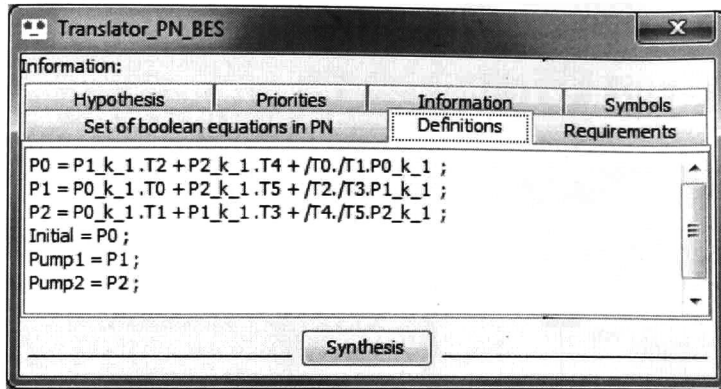 Translator_PN_BES
X
Information:
Hypothesis Priorities Information Symbols
Set of boolean equations in PN Definitions Requirements
P0 = P1_k_1 .T2 + P2_k_1 .T4 + /T0./T1.P0_k_1 ;
P1 = P0_k_1 .T0 + P2_k_1 .T5 + /T2./T3.P1_k_1 ;
P2 = P0_k_1 .T1 + P1_k_1 .T3 + /T4./T5.P2_k_1 ;
Initial = P0 ;
Pump1 = P1 ;
Pump2 = P2 ;
Synthesis